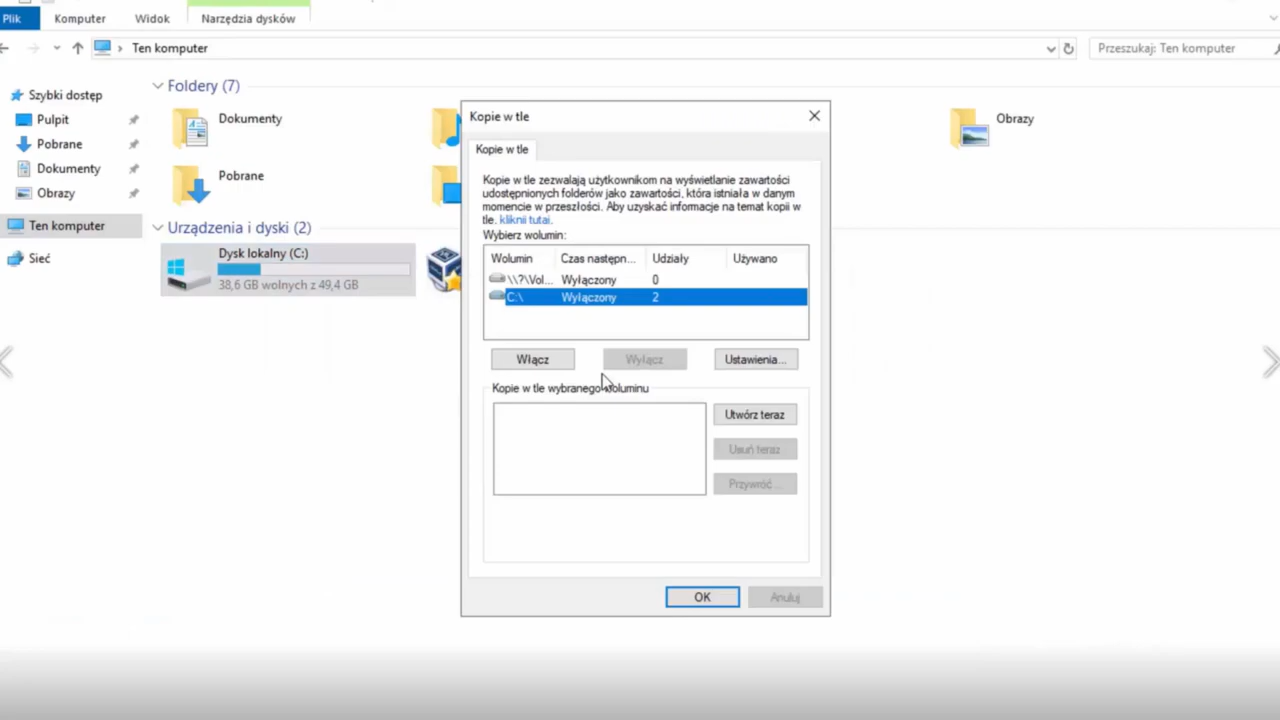 Plik Komputer Widok Narzędzia dysków
Ten komputer
Przeszukaj: Ten komputer
Szybki dostęp
Pulpit
Pobrane
Dokumenty
Obrazy
Ten komputer
Sieć
Foldery (7)
Dokumenty
Obrazy
Pobrane
Urządzenia i dyski (2)
Dysk lokalny (C:)
38,6 GB wolnych z 49,4 GB
Kopie w tle
Kopie w tle
Kopie w tle zezwalają użytkownikom na wyświetlanie zawartości
udostępnionych folderów jako zawartości, która istniała w danym
momencie w przeszłości. Aby uzyskać informacje na temat kopii w
tle, kliknij tutaj.
Wybierz wolumin:
Wolumin Czas następn... Udziały Używano
\\?\Vol... Wyłączony 0
C:\ Wyłączony 2
Włącz Wyłącz Ustawienia...
Kopie w tle wybranego woluminu
Utwórz teraz
Usuń teraz
Przywróć...
OK Anuluj